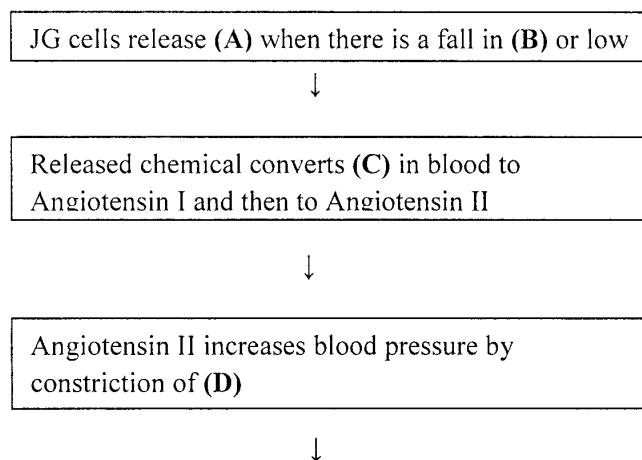 JG cells release (A) when there is a fall in (B) or low
↓
Released chemical converts (C) in blood to
Angiotensin I and then to Angiotensin II
↓
Angiotensin II increases blood pressure by
constriction of (D)
↓